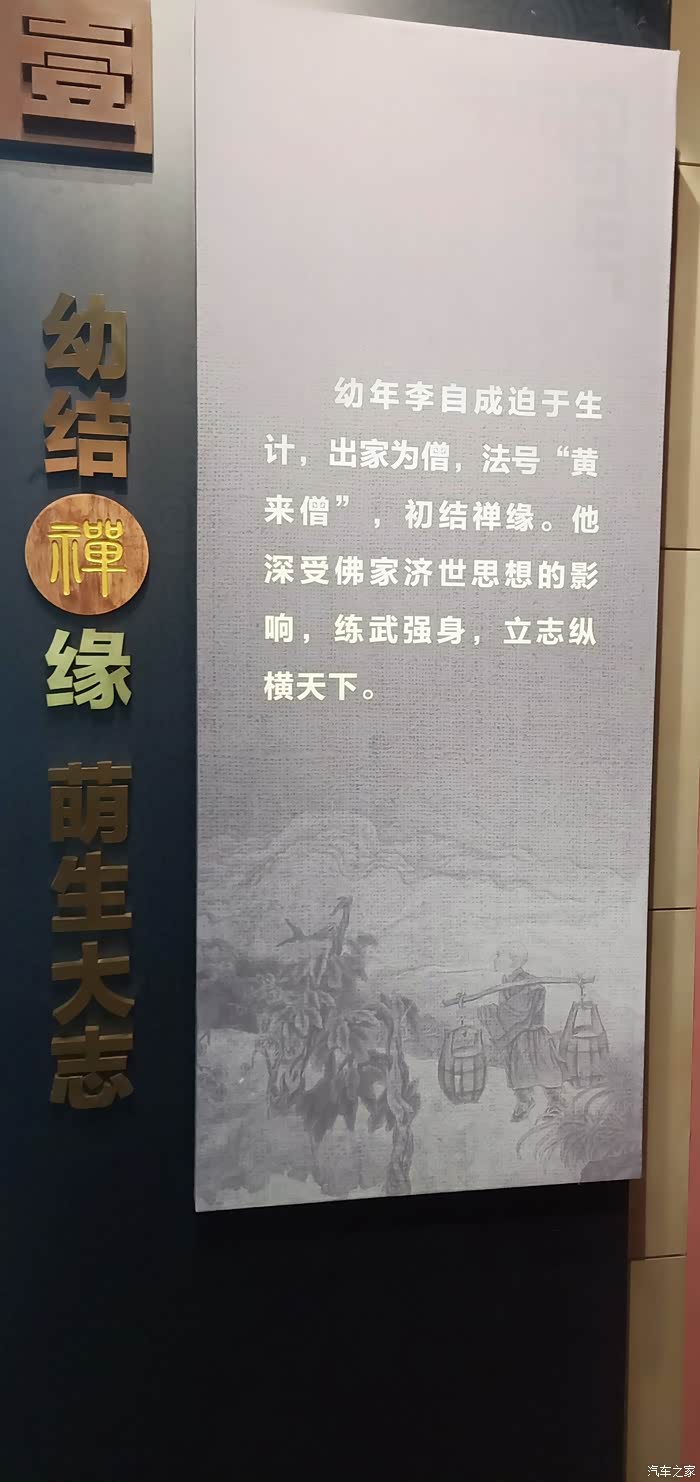 壹
幼结禅缘 萌生大志
幼年李自成迫于生
计，出家为僧，法号“黄
来僧”，初结禅缘。他
深受佛家济世思想的影
响，练武强身，立志纵
横天下。
汽车之家